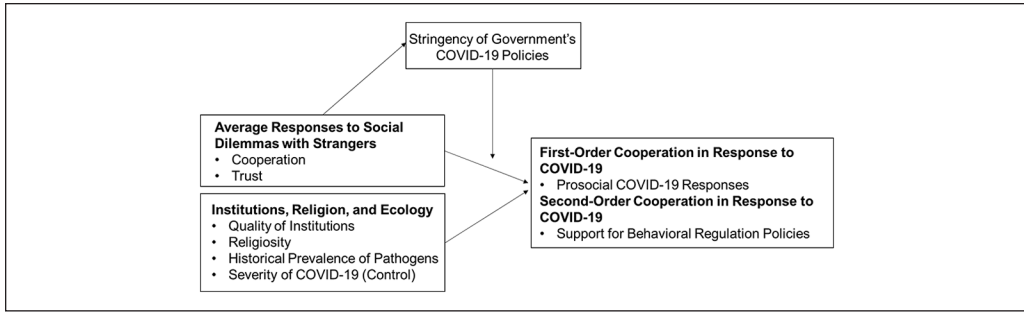 Stringency of Government's
COVID-19 Policies
Average Responses to Social
Dilemmas with Strangers
• Cooperation
• Trust
Institutions, Religion, and Ecology
• Quality of Institutions
• Religiosity
• Historical Prevalence of Pathogens
• Severity of COVID-19 (Control)
First-Order Cooperation in Response to
COVID-19
• Prosocial COVID-19 Responses
Second-Order Cooperation in Response to
COVID-19
• Support for Behavioral Regulation Policies